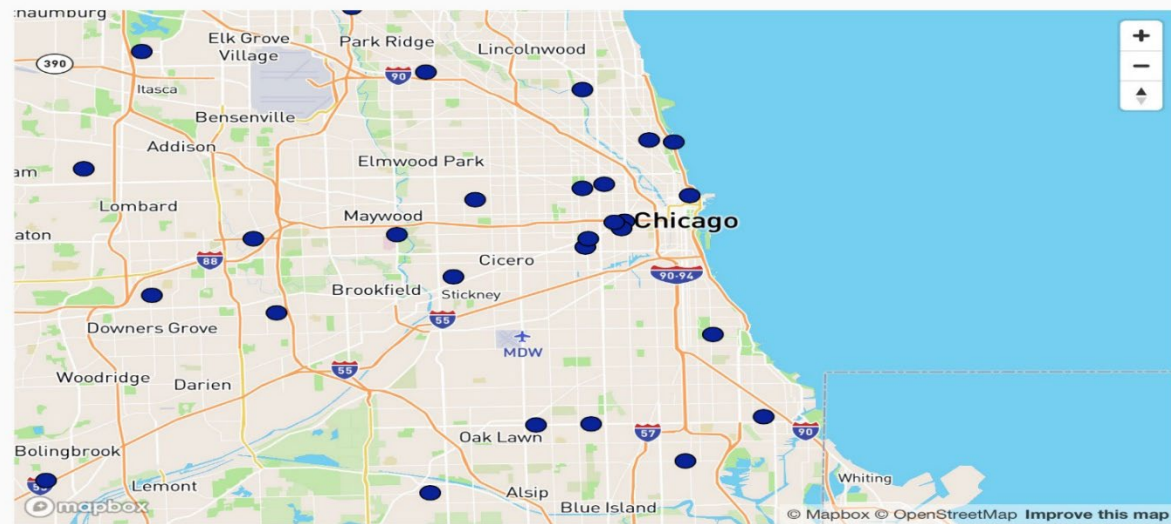 haumburg
Elk Grove
Village
Park Ridge
Lincolnwood
390
90
Itasca
Bensenville
Addison
Elmwood Park
am
Lombard
Maywood
Chicago
aton
88
Cicero
90-94
Brookfield
Stickney
55
Downers Grove
MDW
55
Woodridge
Darien
Oak Lawn
57
90
Bolingbrook
Lemont
Alsip
Whiting
mapbox
Blue Island
© Mapbox © OpenStreetMap Improve this map